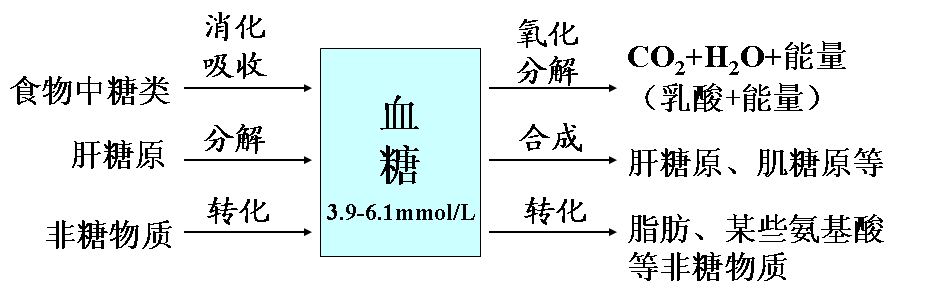 食物中糖类
消化
吸收
肝糖原
分解
非糖物质
转化
血
糖
3.9-6.1mmol/L
氧化
分解
CO₂+H₂O+能量
（乳酸+能量）
合成
肝糖原、肌糖原等
转化
脂肪、某些氨基酸
等非糖物质